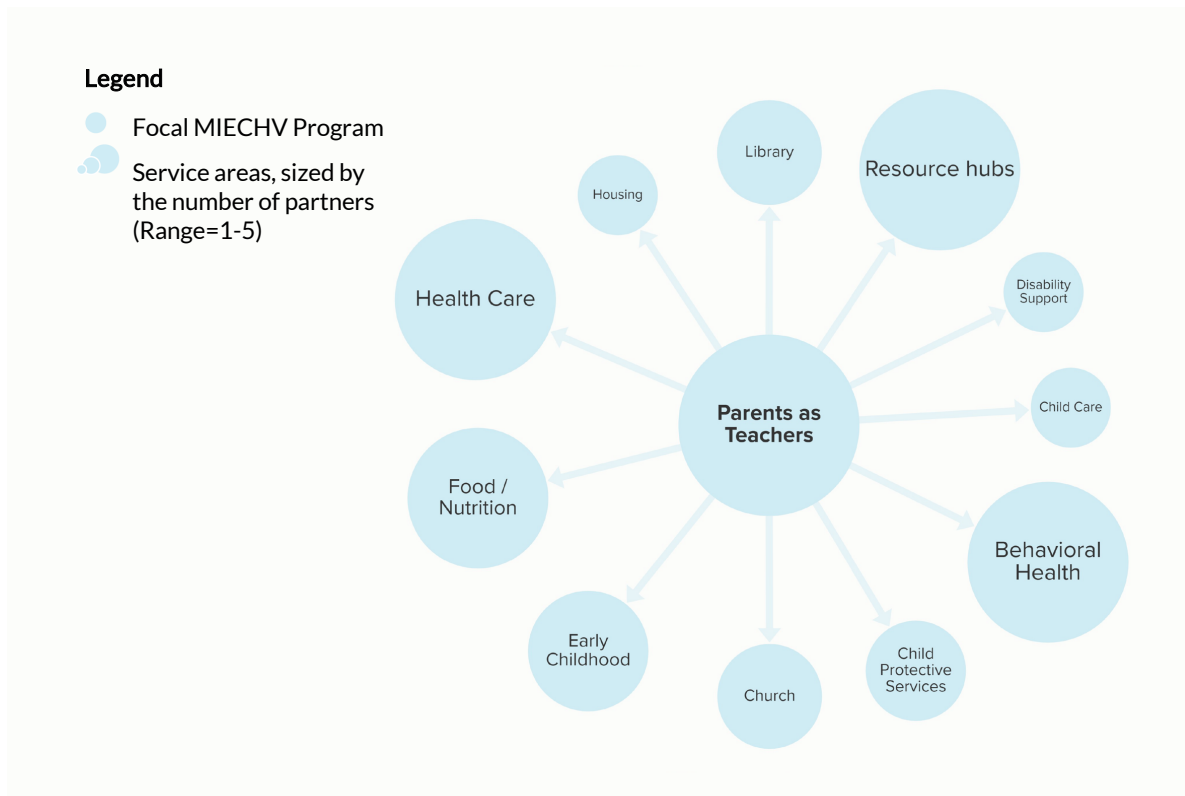 Legend
Focal MIECHV Program
Service areas, sized by
the number of partners
(Range=1-5)
Library
Resource hubs
Housing
Health Care
Disability
Support
Parents as
Teachers
Child Care
Food /
Nutrition
Behavioral
Health
Early
Childhood
Church
Child
Protective
Services